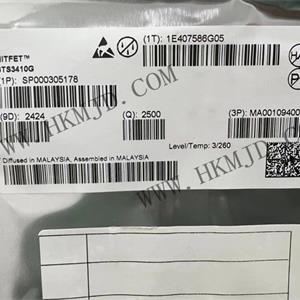 HITFET™
BTS3410G
(1T): 1E407586G05
(1P): SP000305178
(9D): 2424
(Q): 2500
(3P): MA00109400
Level/Temp: 3/260
Diffused in MALAYSIA, Assembled in MALAYSIA
WWW.HKMJD.COM
WWW.HKMJD.COM